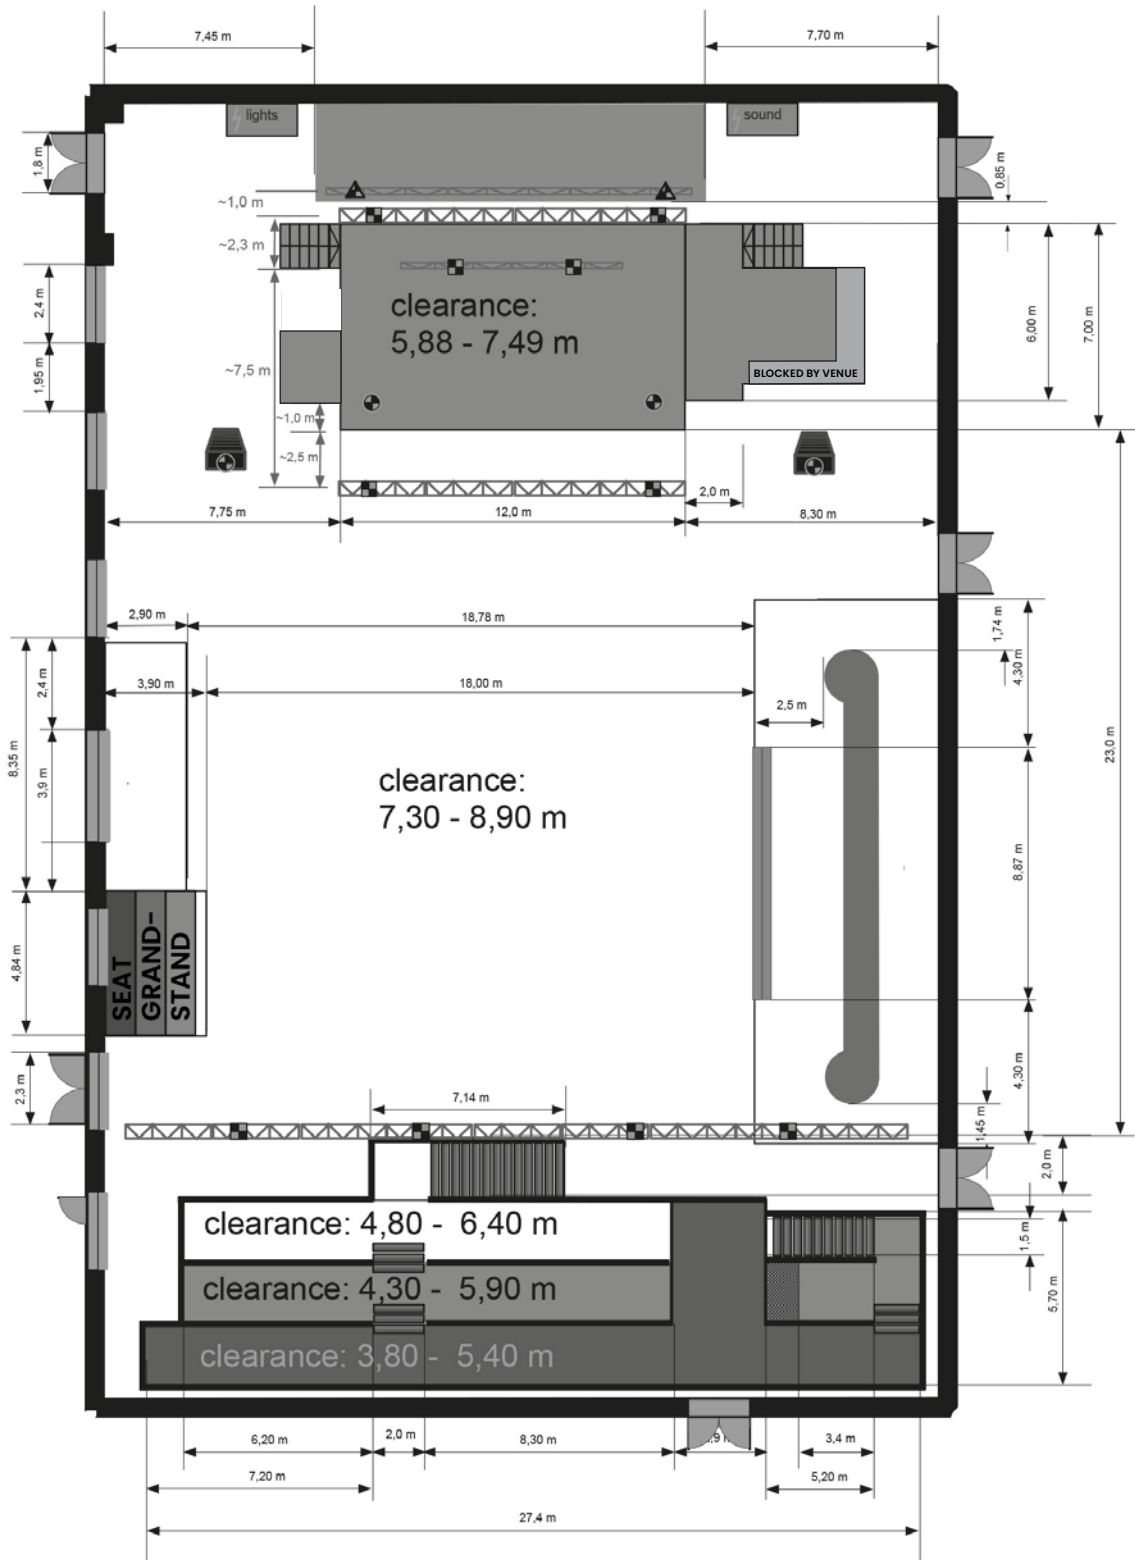 7,45 m
7,70 m
lights
sound
1,8 m
0,85 m
~1,0 m
~2,3 m
clearance:
5,88 - 7,49 m
2,4 m
6,00 m
7,00 m
~7,5 m
BLOCKED BY VENUE
1,95 m
~1,0 m
~2,5 m
2,0 m
7,75 m
12,0 m
8,30 m
2,90 m
18,78 m
1,74 m
4,30 m
2,4 m
3,90 m
18,00 m
2,5 m
8,35 m
3,9 m
23,0 m
clearance:
7,30 - 8,90 m
8,87 m
4,84 m
SEAT
GRAND-
STAND
2,3 m
7,14 m
4,30 m
1,45 m
2,0 m
clearance: 4,80 - 6,40 m
1,5 m
clearance: 4,30 - 5,90 m
5,70 m
clearance: 3,80 - 5,40 m
6,20 m
2,0 m
8,30 m
3,4 m
7,20 m
5,20 m
27,4 m